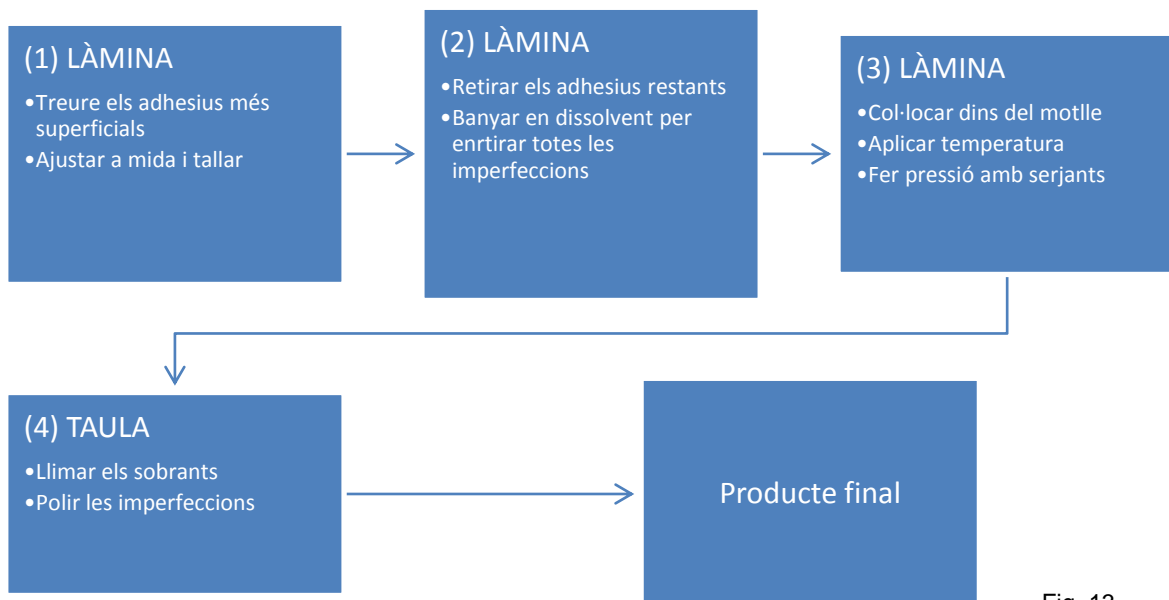 (1) LÀMINA
•Treure els adhesius més
superficials
•Ajustar a mida i tallar
(2) LÀMINA
•Retirar els adhesius restants
•Banyar en dissolvent per
enrtirar totes les
imperfeccions
(3) LÀMINA
•Col·locar dins del motlle
•Aplicar temperatura
•Fer pressió amb serjants
(4) TAULA
•Llimar els sobrants
•Polir les imperfeccions
Producte final